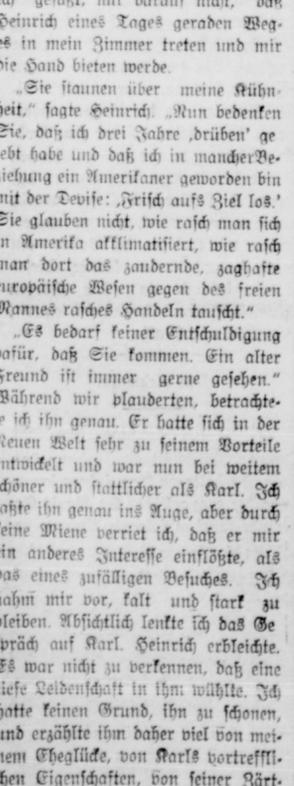 ich gefaßt, mit darauf nicht, daß
Heinrich eines Tages geraden Weg-
es in mein Zimmer treten und mir
die Hand bieten werde.
„Sie staunen über meine Kühn-
heit,“ sagte Heinrich. „Nun bedenken
Sie, daß ich drei Jahre ‚drüben‘ ge
lebt habe und daß ich in mancherBe-
ziehung ein Amerikaner geworden bin
mit der Devise: ‚Frisch aufs Ziel los.‘
Sie glauben nicht, wie rasch man sich
in Amerika akklimatisiert, wie rasch
man dort das zaudernde, zaghafte
europäische Wesen gegen des freien
Mannes rasches Handeln tauscht.“
„Es bedarf keiner Entschuldigung
dafür, daß Sie kommen. Ein alter
Freund ist immer gerne gesehen.“
Während wir plauderten, betrachte-
e ich ihn genau. Er hatte sich in der
Neuen Welt sehr zu seinem Vorteile
entwickelt und war nun bei weitem
schöner und stattlicher als Karl. Ich
faßte ihn genau ins Auge, aber durch
keine Miene verriet ich, daß er mir
ein anderes Interesse einflößte, als
das eines zufälligen Besuches. Ich
nahm mir vor, kalt und stark zu
bleiben. Absichtlich lenkte ich das Ge
spräch auf Karl. Heinrich erbleichte.
Es war nicht zu verkennen, daß eine
tiefe Leidenschaft in ihm wühlte. Ich
hatte keinen Grund, ihn zu schonen,
und erzählte ihm daher viel von mei-
nem Eheglücke, von Karls vortreffli-
chen Eigenschaften, von seiner Zärt-